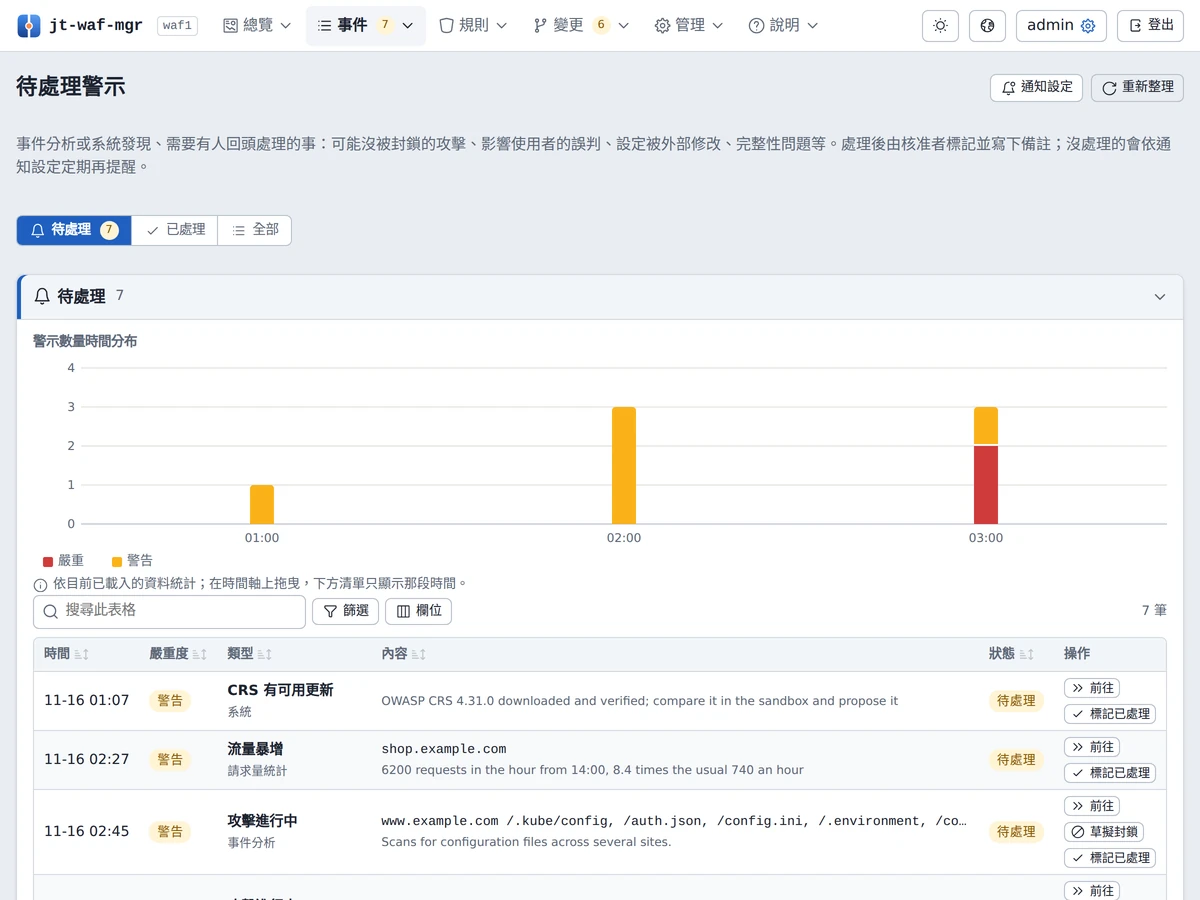 jt-waf-mgr waf1 總覽 事件 7 規則 變更 6 管理 說明 admin 登出
待處理警示
通知設定 重新整理
事件分析或系統發現、需要有人回頭處理的事：可能沒被封鎖的攻擊、影響使用者的誤判、設定被外部修改、完整性問題等。處理後由核准者標記並寫下備註；沒處理的會依通
知設定定期再提醒。
待處理 7 已處理 全部
待處理 7
警示數量時間分布
4
3
2
1
0
01:00 02:00 03:00
嚴重 警告
依目前已載入的資料統計；在時間軸上拖曳，下方清單只顯示那段時間。
搜尋此表格 篩選 欄位 7 筆
時間 嚴重度 類型 內容 狀態 操作
11-16 01:07 警告 CRS 有可用更新 系統 OWASP CRS 4.31.0 downloaded and verified; compare it in the sandbox and propose it 待處理 前往 標記已處理
11-16 02:27 警告 流量暴增 請求量統計 shop.example.com 6200 requests in the hour from 14:00, 8.4 times the usual 740 an hour 待處理 前往 標記已處理
11-16 02:45 警告 攻擊進行中 事件分析 www.example.com /.kube/config, /auth.json, /config.ini, /.environment, /co… Scans for configuration files across several sites. 待處理 前往 草擬封鎖 標記已處理
前往